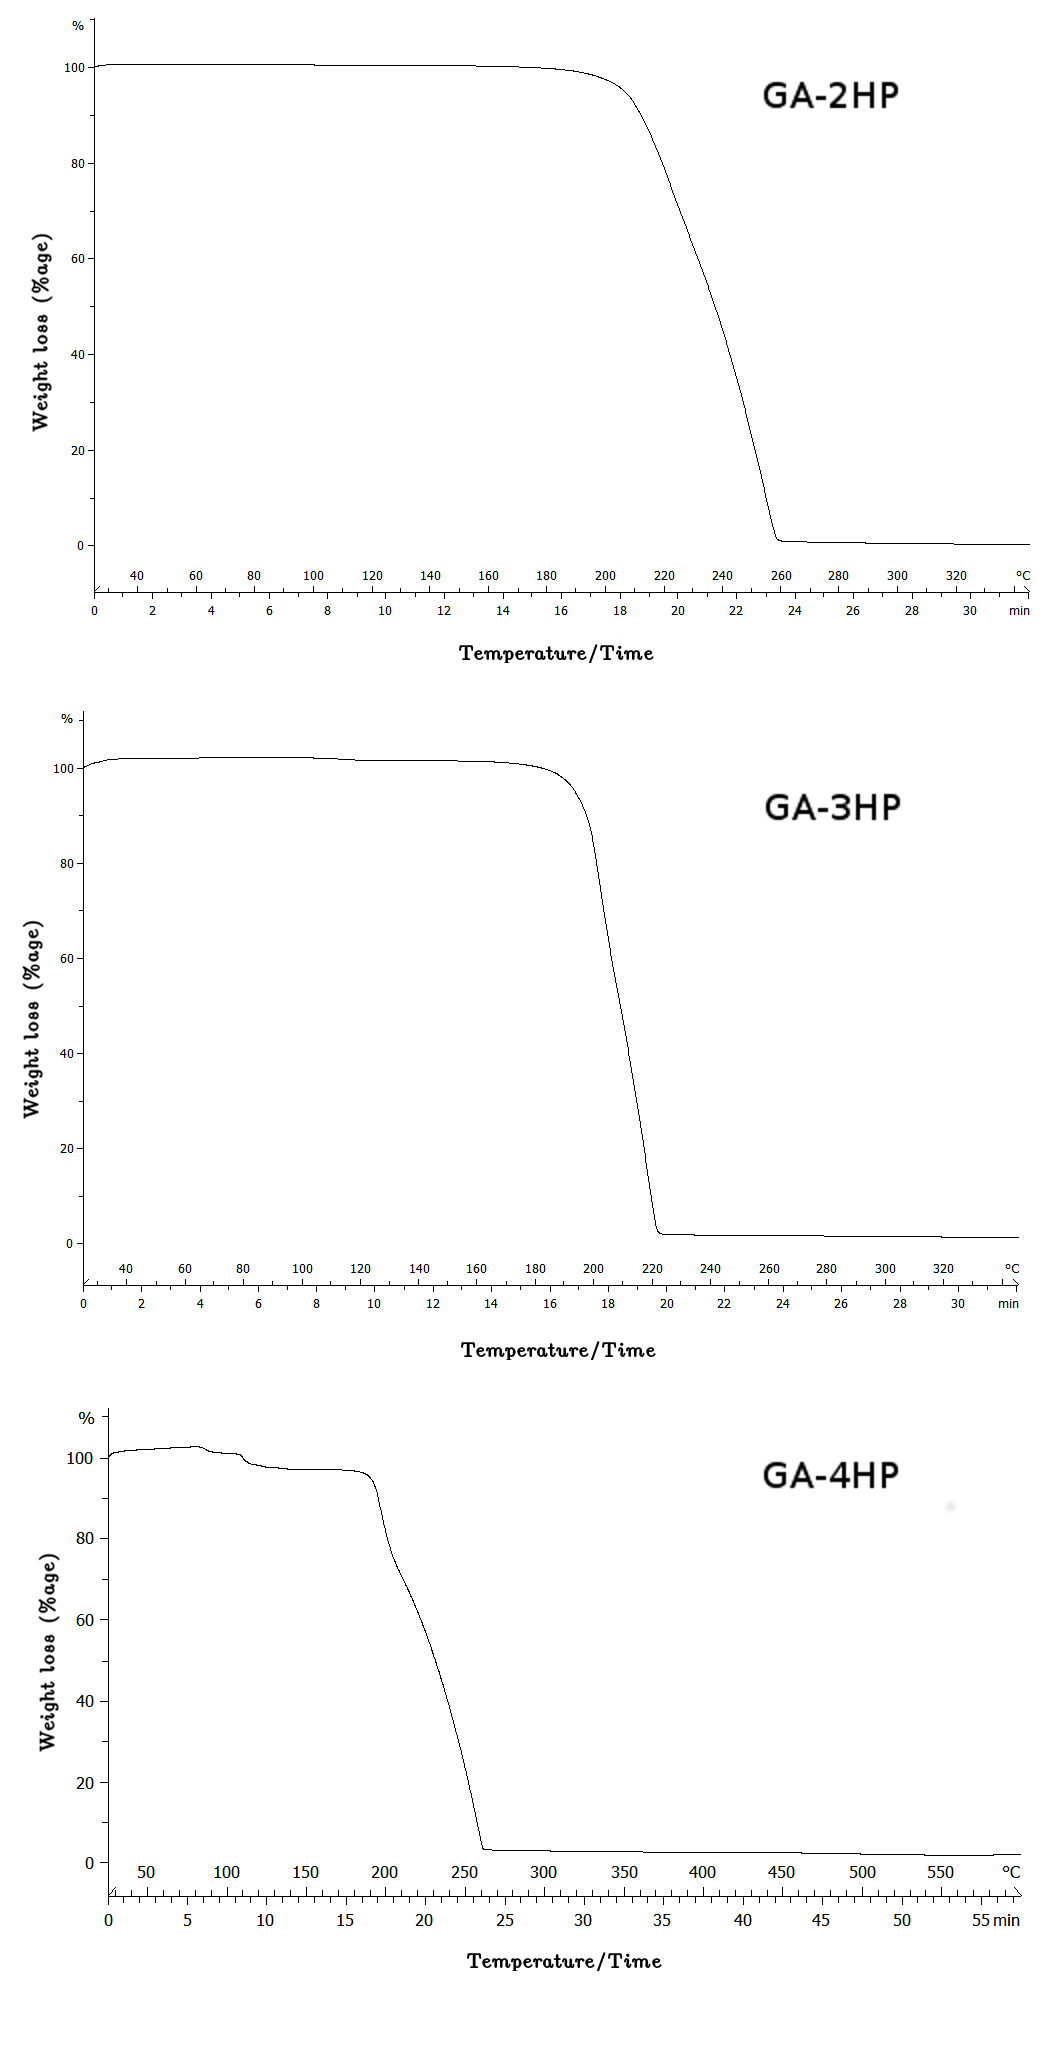 %
GA-2HP
100
80
60
40
20
0
Weight loss (%age)
40 60 80 100 120 140 160 180 200 220 240 260 280 300 320 ºC
0 2 4 6 8 10 12 14 16 18 20 22 24 26 28 30 min
Temperature/Time
%
GA-3HP
100
80
60
40
20
0
Weight loss (%age)
40 60 80 100 120 140 160 180 200 220 240 260 280 300 320 ºC
0 2 4 6 8 10 12 14 16 18 20 22 24 26 28 30 min
Temperature/Time
%
GA-4HP
100
80
60
40
20
0
Weight loss (%age)
50 100 150 200 250 300 350 400 450 500 550 ºC
0 5 10 15 20 25 30 35 40 45 50 55 min
Temperature/Time